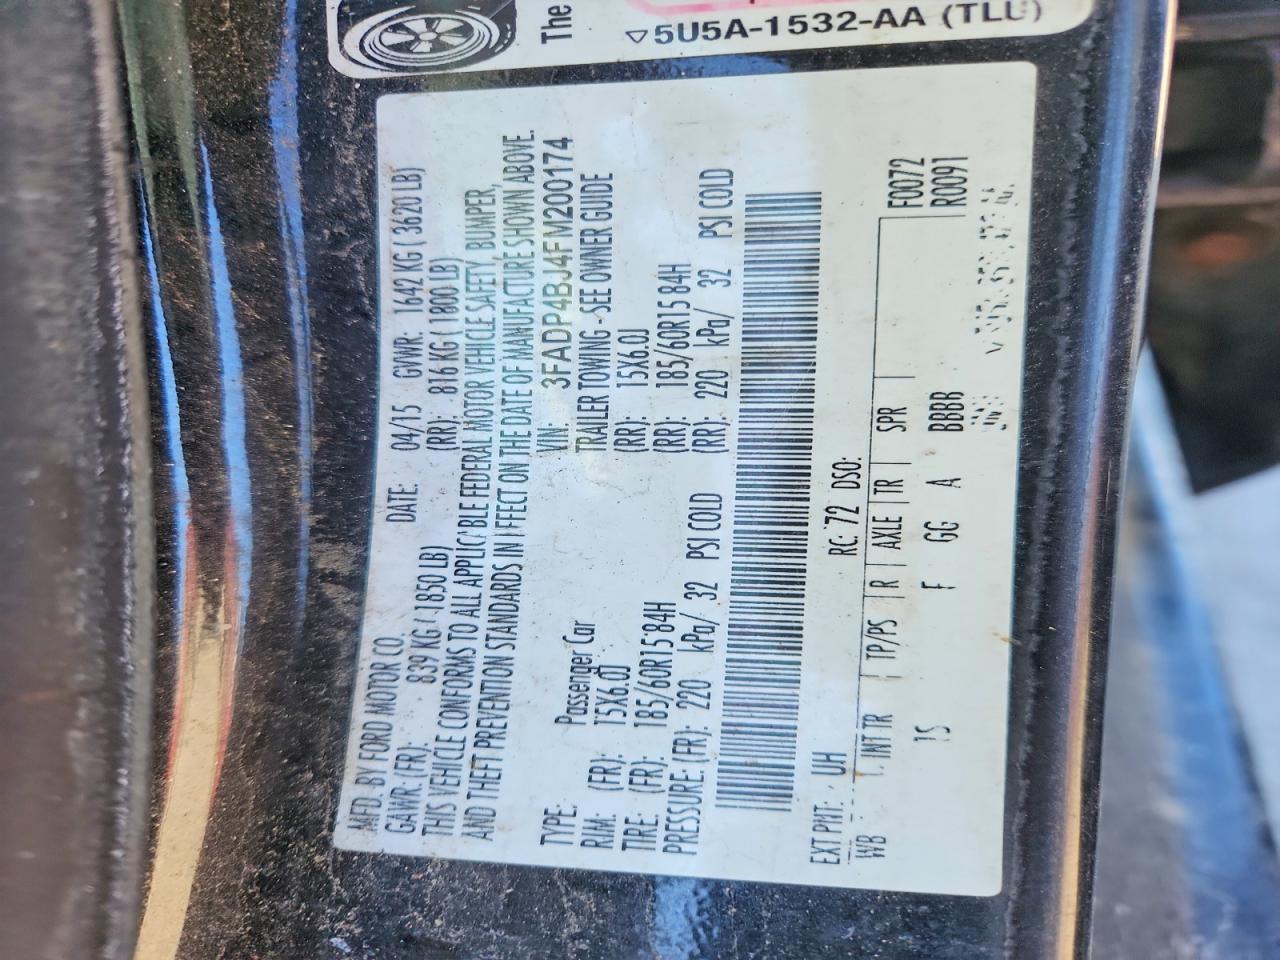 The
5U5A-1532-AA (TLU)
MFD. BY FORD MOTOR CO. DATE: 04/15 GVWR: 1642 KG ( 3620 LB)
GAWR: (FR): 839 KG ( 1850 LB) (RR): 816 KG ( 1800 LB)
THIS VEHICLE CONFORMS TO ALL APPLICIBLE FEDERAL MOTOR VEHICLE SAFETY, BUMPER,
AND THEFT PREVENTION STANDARDS IN EFFECT ON THE DATE OF MANUFACTURE SHOWN ABOVE.
VIN: 3FADP4BJ4FM200174
TYPE: Passenger Car TRAILER TOWING -SEE OWNER GUIDE
RIM: (FR): 15X6.0J (RR): 15X6.0J
TIRE: (FR): 185/60R15 84H (RR): 185/60R15 84H
PRESSURE (FR): 220 kPa/ 32 PSI COLD (RR): 220 kPa/ 32 PSI COLD
EXT PNT: UH RC: 72 DSO:
WB INT TR TP/PS R AXLE TR SPR F0072
1S F GG A BBBB R0091